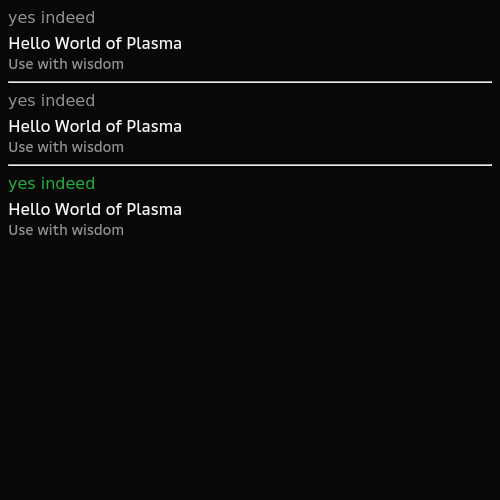 yes indeed
Hello World of Plasma
Use with wisdom
yes indeed
Hello World of Plasma
Use with wisdom
yes indeed
Hello World of Plasma
Use with wisdom